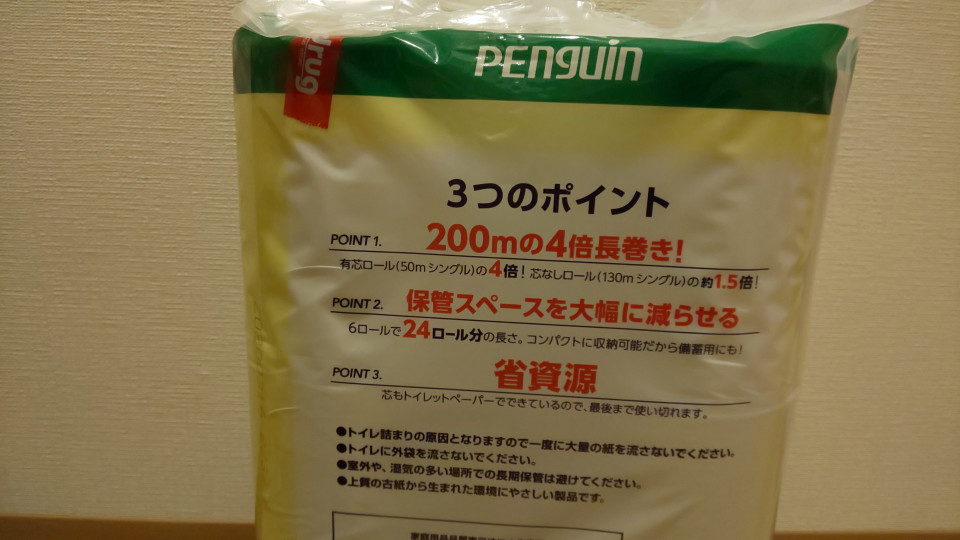 PENGUIN
3つのポイント
POINT 1. 200mの4倍長巻き!
有芯ロール(50mシングル)の4倍!芯なしロール(130mシングル)の約1.5倍!
POINT 2. 保管スペースを大幅に減らせる
6ロールで24ロール分の長さ。コンパクトに収納可能だから備蓄用にも!
POINT 3. 省資源
芯もトイレットペーパーでできているので、最後まで使い切れます。
●トイレ詰まりの原因となりますので一度に大量の紙を流さないでください。
●トイレに外袋を流さないでください。
●室外や、湿気の多い場所での長期保管は避けてください。
●上質の古紙から生まれた環境にやさしい製品です。